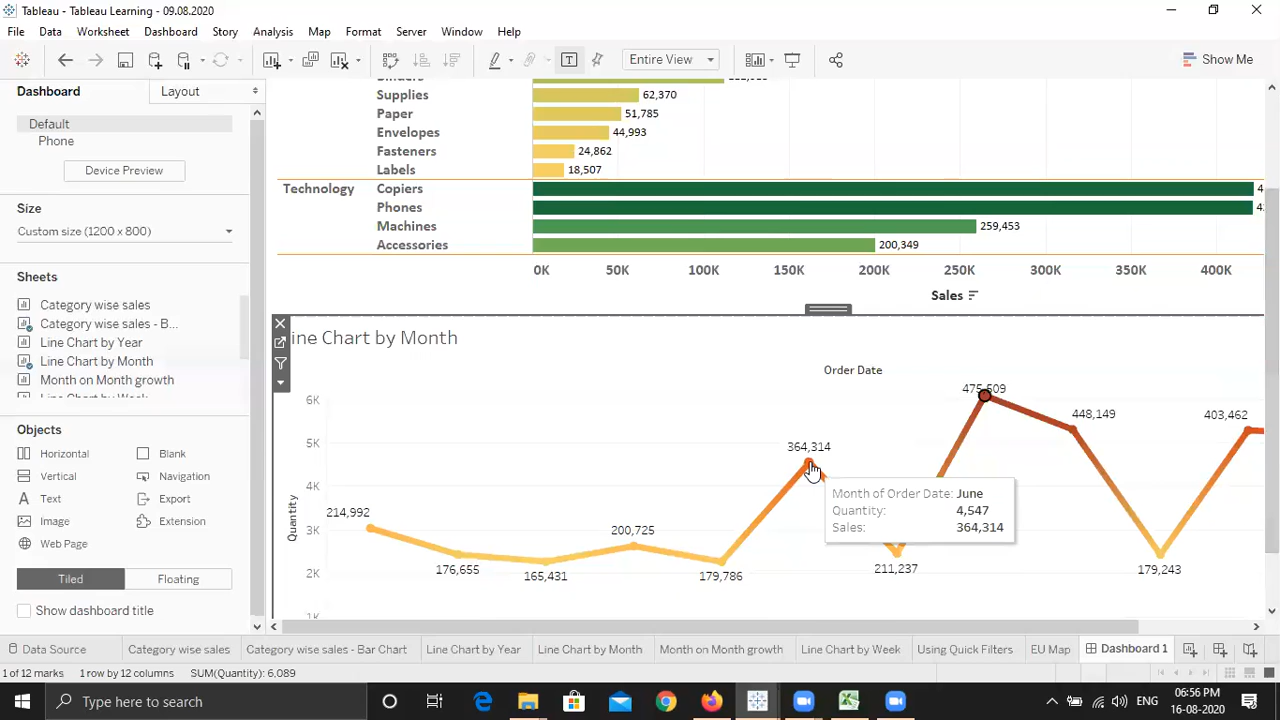 Tableau - Tableau Learning - 09.08.2020
File Data Worksheet Dashboard Story Analysis Map Format Server Window Help
Entire View
Show Me
Dashboard Layout
Default
Phone
Device Preview
Size
Custom size (1200 x 800)
Sheets
Category wise sales
Category wise sales - B...
Line Chart by Year
Line Chart by Month
Month on Month growth
Objects
Horizontal Blank
Vertical Navigation
Text Export
Image Extension
Web Page
Tiled Floating
Show dashboard title
Supplies 62,370
Paper 51,785
Envelopes 44,993
Fasteners 24,862
Labels 18,507
Technology Copiers
Phones
Machines 259,453
Accessories 200,349
0K 50K 100K 150K 200K 250K 300K 350K 400K
Sales
ine Chart by Month
Order Date
6K
5K
4K
3K
2K
1K
Quantity
214,992
176,655
165,431
200,725
179,786
364,314
211,237
475,509
448,149
179,243
403,462
Month of Order Date: June
Quantity: 4,547
Sales: 364,314
Data Source Category wise sales Category wise sales - Bar Chart Line Chart by Year Line Chart by Month Month on Month growth Line Chart by Week Using Quick Filters EU Map Dashboard 1
1 of 12 marks 1 row by 12 columns SUM(Quantity): 6,089
Type here to search
ENG
06:56 PM
16-08-2020